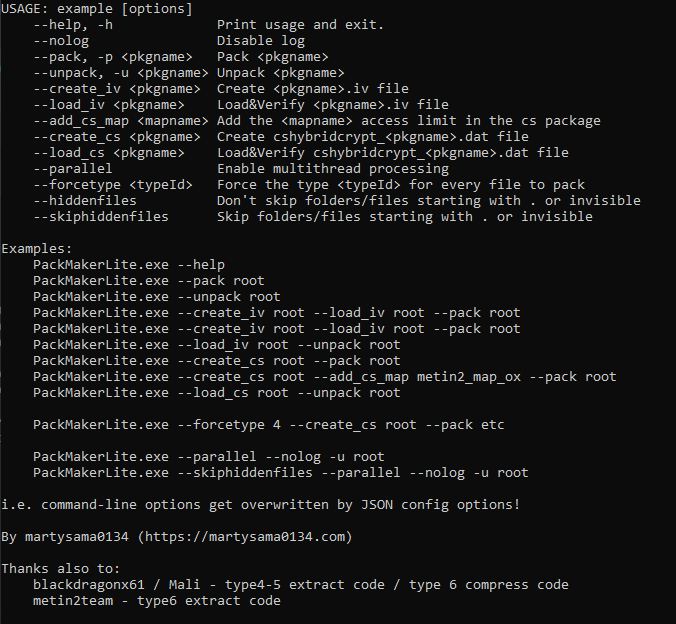 USAGE: example [options]
--help, -h Print usage and exit.
--nolog Disable log
--pack, -p <pkgname> Pack <pkgname>
--unpack, -u <pkgname> Unpack <pkgname>
--create_iv <pkgname> Create <pkgname>.iv file
--load_iv <pkgname> Load&Verify <pkgname>.iv file
--add_cs_map <mapname> Add the <mapname> access limit in the cs package
--create_cs <pkgname> Create cshybridcrypt_<pkgname>.dat file
--load_cs <pkgname> Load&Verify cshybridcrypt_<pkgname>.dat file
--parallel Enable multithread processing
--forcetype <typeId> Force the type <typeId> for every file to pack
--hiddenfiles Don't skip folders/files starting with . or invisible
--skiphiddenfiles Skip folders/files starting with . or invisible
Examples:
PackMakerLite.exe --help
PackMakerLite.exe --pack root
PackMakerLite.exe --unpack root
PackMakerLite.exe --create_iv root --load_iv root --pack root
PackMakerLite.exe --create_iv root --load_iv root --pack root
PackMakerLite.exe --load_iv root --unpack root
PackMakerLite.exe --create_cs root --pack root
PackMakerLite.exe --create_cs root --add_cs_map metin2_map_ox --pack root
PackMakerLite.exe --load_cs root --unpack root
PackMakerLite.exe --forcetype 4 --create_cs root --pack etc
PackMakerLite.exe --parallel --nolog -u root
PackMakerLite.exe --skiphiddenfiles --parallel --nolog -u root
i.e. command-line options get overwritten by JSON config options!
By martysama0134 (https://martysama0134.com)
Thanks also to:
blackdragonx61 / Mali - type4-5 extract code / type 6 compress code
metin2team - type6 extract code